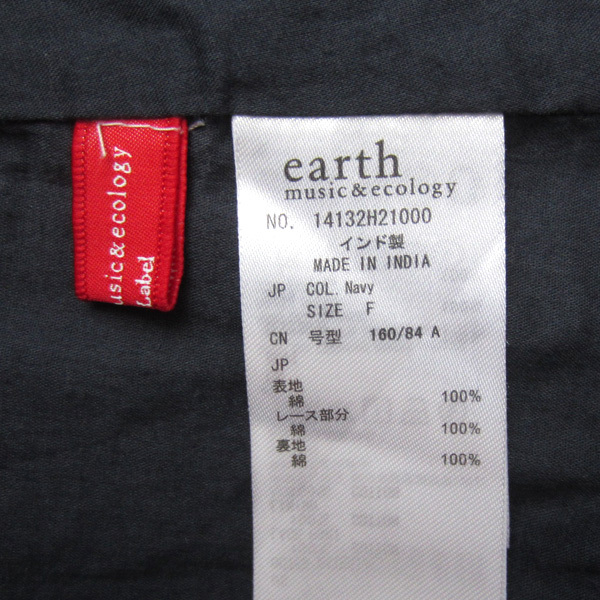 music&ecology
Label
earth
music&ecology
NO. 14132H21000
インド製
MADE IN INDIA
JP COL. Navy
SIZE F
CN 号型 160/84 A
JP
表地
綿 100%
レース部分
綿 100%
裏地
綿 100%